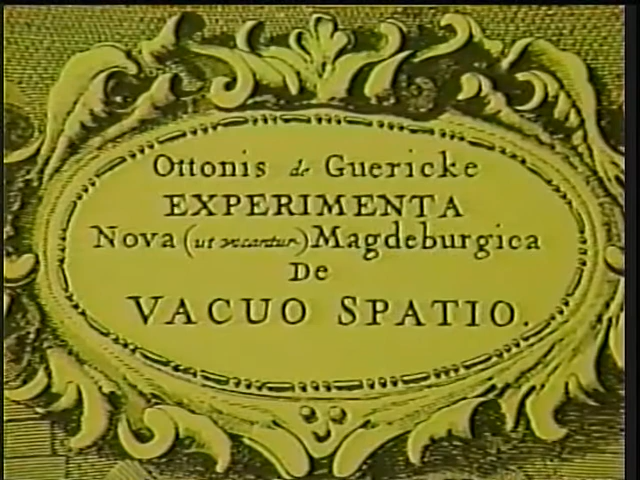 Ottonis de Guericke
EXPERIMENTA
Nova (ut vocantur) Magdeburgica
DE
VACUO SPATIO.